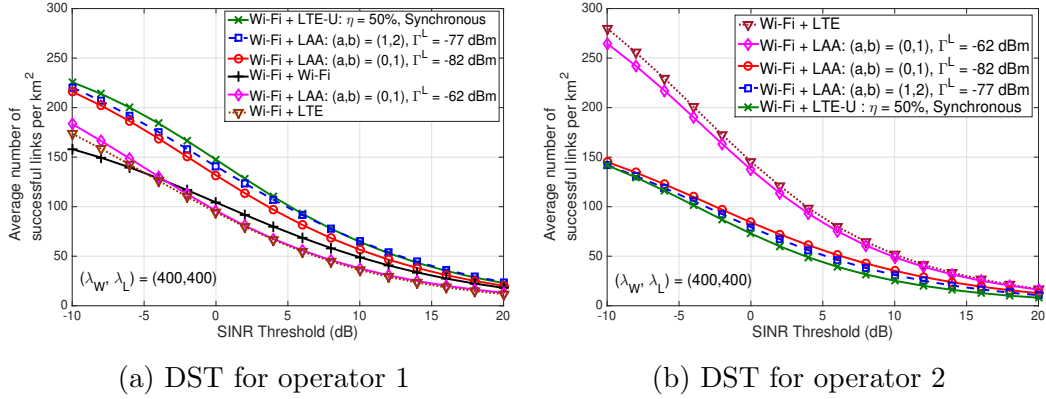 Average number of
successful links per km²
300
250
200
150
100
50
0
-10
-5
0
5
10
15
20
SINR Threshold (dB)
Wi-Fi + LTE-U: η = 50%, Synchronous
Wi-Fi + LAA: (a,b) = (1,2), Γ^L = -77 dBm
Wi-Fi + LAA: (a,b) = (0,1), Γ^L = -82 dBm
Wi-Fi + Wi-Fi
Wi-Fi + LAA: (a,b) = (0,1), Γ^L = -62 dBm
Wi-Fi + LTE
(λ_W, λ_L) = (400,400)
(a) DST for operator 1
Average number of
successful links per km²
300
250
200
150
100
50
0
-10
-5
0
5
10
15
20
SINR Threshold (dB)
Wi-Fi + LTE
Wi-Fi + LAA: (a,b) = (0,1), Γ^L = -62 dBm
Wi-Fi + LAA: (a,b) = (0,1), Γ^L = -82 dBm
Wi-Fi + LAA: (a,b) = (1,2), Γ^L = -77 dBm
Wi-Fi + LTE-U : η = 50%, Synchronous
(λ_W, λ_L) = (400,400)
(b) DST for operator 2